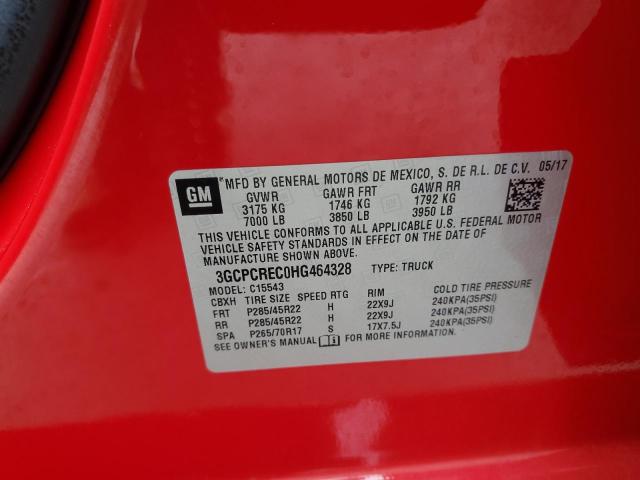 GM
*MFD BY GENERAL MOTORS DE MEXICO, S. DE R.L. DE C.V. 05/17
GVWR GAWR FRT GAWR RR
3175 KG 1746 KG 1792 KG
7000 LB 3850 LB 3950 LB
THIS VEHICLE CONFORMS TO ALL APPLICABLE U.S. FEDERAL MOTOR
VEHICLE SAFETY STANDARDS IN EFFECT ON THE DATE OF
MANUFACTURE SHOWN ABOVE.
3GCPCREC0HG464328 TYPE: TRUCK
MODEL: C15543
CBXH TIRE SIZE SPEED RTG RIM COLD TIRE PRESSURE
FRT P285/45R22 H 22X9J 240KPA(35PSI)
RR P285/45R22 H 22X9J 240KPA(35PSI)
SPA P265/70R17 S 17X7.5J 240KPA(35PSI)
SEE OWNER'S MANUAL FOR MORE INFORMATION.